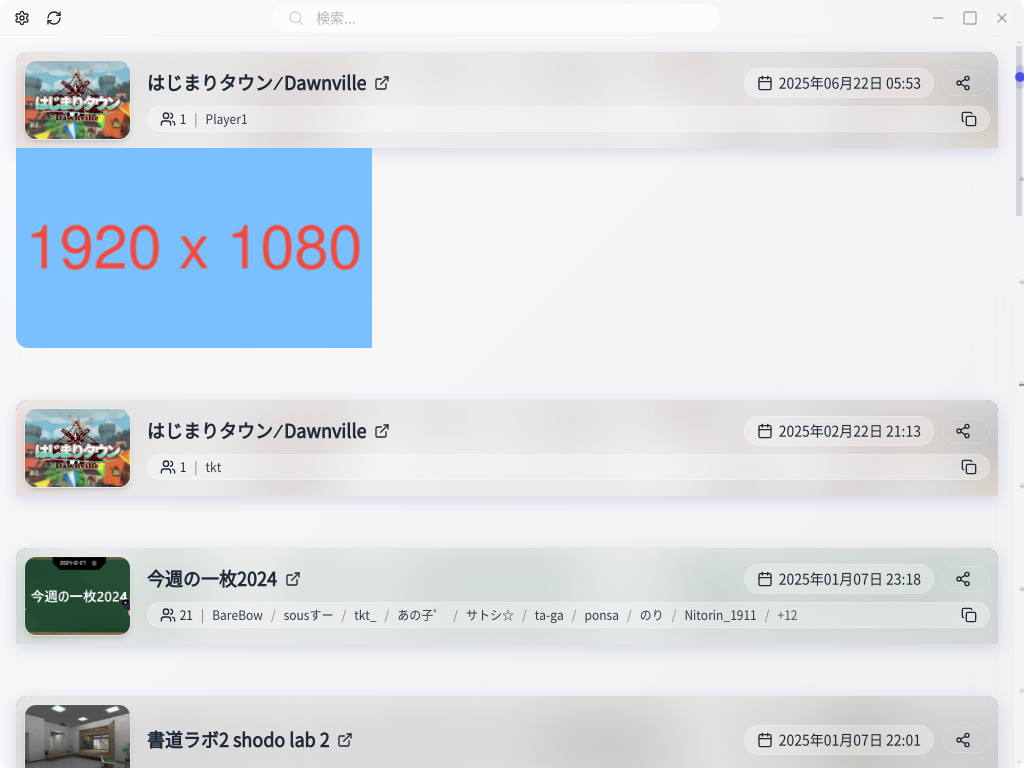 検索...
はじまりタウン
Dawnville
はじまりタウン⁄Dawnville
2025年06月22日 05:53
1 | Player1
1920 x 1080
はじまりタウン
Dawnville
はじまりタウン⁄Dawnville
2025年02月22日 21:13
1 | tkt
今週の一枚2024
今週の一枚2024
2025年01月07日 23:18
21 | BareBow / sousすー / tkt_ / あの子゜ / サトシ☆ / ta-ga / ponsa / のり / Nitorin_1911 / +12
書道ラボ2 shodo lab 2
2025年01月07日 22:01